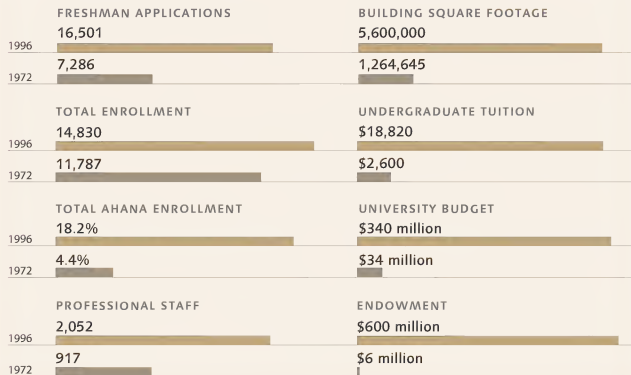 FRESHMAN APPLICATIONS
16,501
1996
7,286
1972
BUILDING SQUARE FOOTAGE
5,600,000
1,264,645
TOTAL ENROLLMENT
14,830
1996
11,787
1972
UNDERGRADUATE TUITION
$18,820
$2,600
TOTAL AHANA ENROLLMENT
18.2%
1996
4.4%
1972
UNIVERSITY BUDGET
$340 million
$34 million
PROFESSIONAL STAFF
2,052
1996
917
1972
ENDOWMENT
$600 million
$6 million